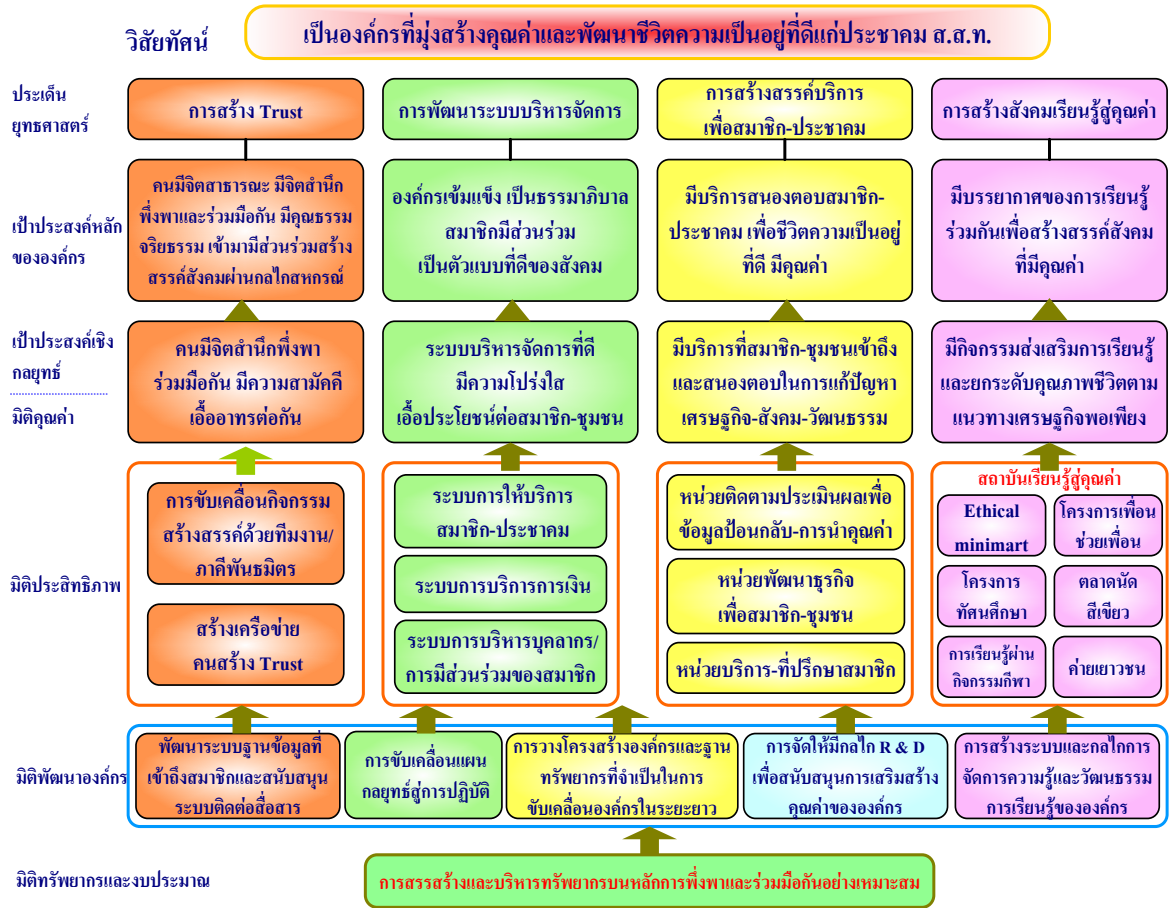 วิสัยทัศน์
เป็นองค์กรที่มุ่งสร้างคุณค่าและพัฒนาชีวิตความเป็นอยู่ที่ดีแก่ประชาคม ส.ส.ท.
ประเด็น
ยุทธศาสตร์
การสร้าง Trust
การพัฒนาระบบบริหารจัดการ
การสร้างสรรค์บริการ
เพื่อสมาชิก-ประชาคม
การสร้างสังคมเรียนรู้สู่คุณค่า
เป้าประสงค์หลัก
ขององค์กร
คนมีจิตสาธารณะ มีจิตสำนึก
พึ่งพาและร่วมมือกัน มีคุณธรรม
จริยธรรม เข้ามามีส่วนร่วมสร้าง
สรรค์สังคมผ่านกลไกสหกรณ์
องค์กรเข้มแข็ง เป็นธรรมาภิบาล
สมาชิกมีส่วนร่วม
เป็นตัวแบบที่ดีของสังคม
มีบริการสนองตอบสมาชิก-
ประชาคม เพื่อชีวิตความเป็นอยู่
ที่ดี มีคุณค่า
มีบรรยากาศของการเรียนรู้
ร่วมกันเพื่อสร้างสรรค์สังคม
ที่มีคุณค่า
เป้าประสงค์เชิง
กลยุทธ์
มิติคุณค่า
คนมีจิตสำนึกพึ่งพา
ร่วมมือกัน มีความสามัคคี
เอื้ออาทรต่อกัน
ระบบบริหารจัดการที่ดี
มีความโปร่งใส
เอื้อประโยชน์ต่อสมาชิก-ชุมชน
มีบริการที่สมาชิก-ชุมชนเข้าถึง
และสนองตอบในการแก้ปัญหา
เศรษฐกิจ-สังคม-วัฒนธรรม
มีกิจกรรมส่งเสริมการเรียนรู้
และยกระดับคุณภาพชีวิตตาม
แนวทางเศรษฐกิจพอเพียง
มิติประสิทธิภาพ
การขับเคลื่อนกิจกรรม
สร้างสรรค์ด้วยทีมงาน/
ภาคีพันธมิตร
สร้างเครือข่าย
คนสร้าง Trust
ระบบการให้บริการ
สมาชิก-ประชาคม
ระบบการบริการการเงิน
ระบบการบริหารบุคลากร/
การมีส่วนร่วมของสมาชิก
หน่วยติดตามประเมินผลเพื่อ
ข้อมูลป้อนกลับ-การนำคุณค่า
หน่วยพัฒนาธุรกิจ
เพื่อสมาชิก-ชุมชน
หน่วยบริการ-ที่ปรึกษาสมาชิก
สถาบันเรียนรู้สู่คุณค่า
Ethical
minimart
โครงการเพื่อน
ช่วยเพื่อน
โครงการ
ทัศนศึกษา
ตลาดนัด
สีเขียว
การเรียนรู้ผ่าน
กิจกรรมกีฬา
ค่ายเยาวชน
มิติพัฒนาองค์กร
พัฒนาระบบฐานข้อมูลที่
เข้าถึงสมาชิกและสนับสนุน
ระบบติดต่อสื่อสาร
การขับเคลื่อนแผน
กลยุทธ์สู่การปฏิบัติ
การวางโครงสร้างองค์กรและฐาน
ทรัพยากรที่จำเป็นในการ
ขับเคลื่อนองค์กรในระยะยาว
การจัดให้มีกลไก R & D
เพื่อสนับสนุนการเสริมสร้าง
คุณค่าขององค์กร
การสร้างระบบและกลไกการ
จัดการความรู้และวัฒนธรรม
การเรียนรู้ขององค์กร
มิติทรัพยากรและงบประมาณ
การสรรสร้างและบริหารทรัพยากรบนหลักการพึ่งพาและร่วมมือกันอย่างเหมาะสม